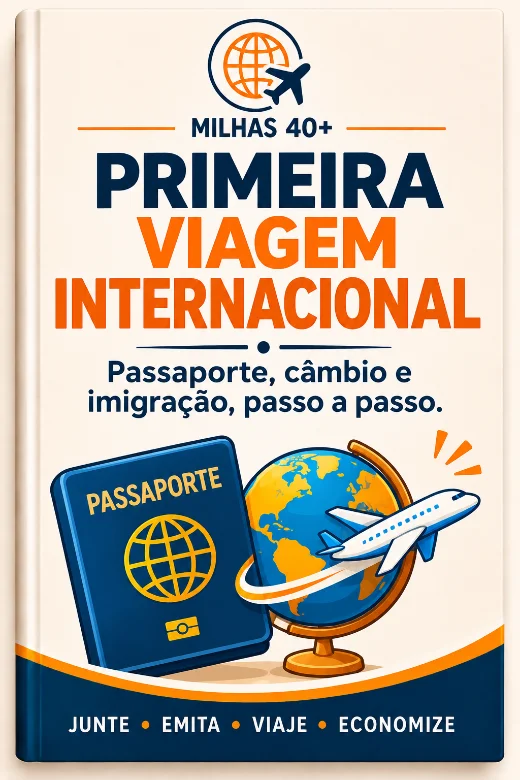 MILHAS 40+
PRIMEIRA
VIAGEM
INTERNACIONAL
Passaporte, câmbio e
imigração, passo a passo.
PASSAPORTE
JUNTE • EMITA • VIAJE • ECONOMIZE